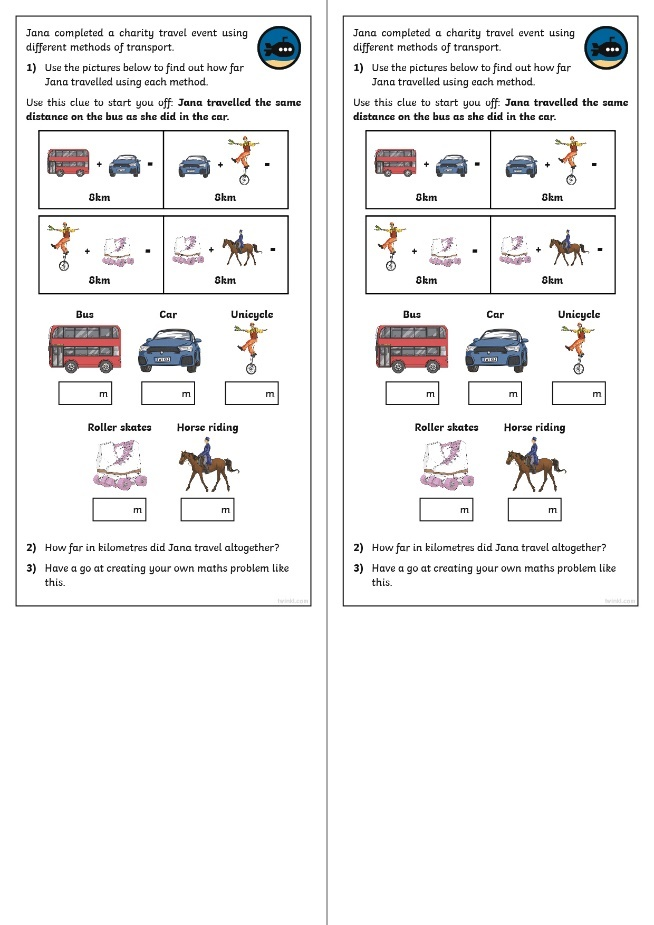 Jana completed a charity travel event using
different methods of transport.
1) Use the pictures below to find out how far
Jana travelled using each method.
Use this clue to start you off: Jana travelled the same
distance on the bus as she did in the car.
+ =
8km
+ =
8km
+ =
8km
+ =
8km
Bus Car Unicycle
m m m
Roller skates Horse riding
m m
2) How far in kilometres did Jana travel altogether?
3) Have a go at creating your own maths problem like
this.
twinkl.com
Jana completed a charity travel event using
different methods of transport.
1) Use the pictures below to find out how far
Jana travelled using each method.
Use this clue to start you off: Jana travelled the same
distance on the bus as she did in the car.
+ =
8km
+ =
8km
+ =
8km
+ =
8km
Bus Car Unicycle
m m m
Roller skates Horse riding
m m
2) How far in kilometres did Jana travel altogether?
3) Have a go at creating your own maths problem like
this.
twinkl.com